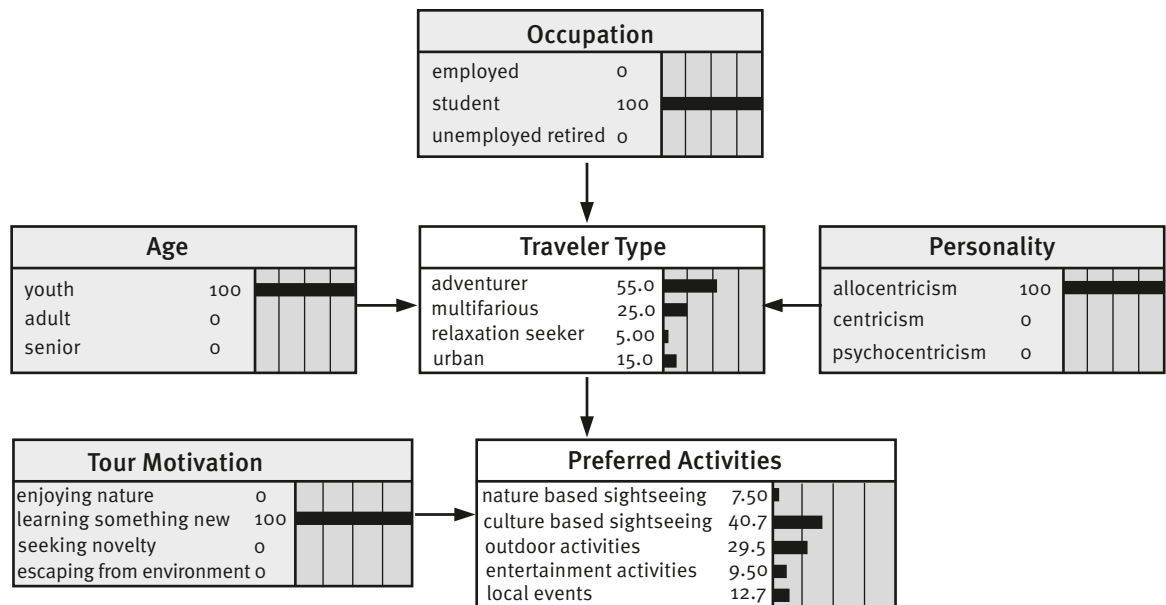 Occupation
employed 0
student 100
unemployed retired 0
Age
youth 100
adult 0
senior 0
Traveler Type
adventurer 55.0
multifarious 25.0
relaxation seeker 5.00
urban 15.0
Personality
allocentricism 100
centricism 0
psychocentricism 0
Tour Motivation
enjoying nature 0
learning something new 100
seeking novelty 0
escaping from environment 0
Preferred Activities
nature based sightseeing 7.50
culture based sightseeing 40.7
outdoor activities 29.5
entertainment activities 9.50
local events 12.7